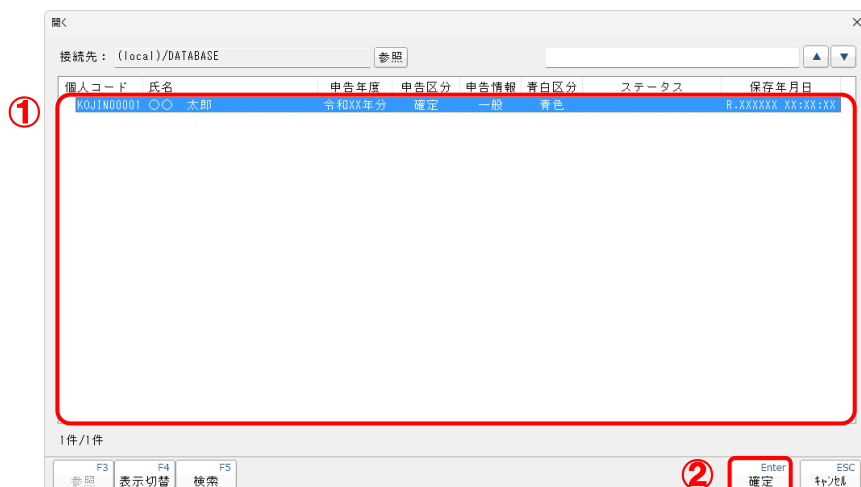 開く ×
接続先： (local)/DATABASE 参照 ▲ ▼
個人コード 氏名 申告年度 申告区分 申告情報 青白区分 ステータス 保存年月日
① KOJIN00001 〇〇 太郎 令和XX年分 確定 一般 青色 R.XXXXXX XX:XX:XX
1件/1件
F3 F4 F5 ② Enter ESC
参照 表示切替 検索 確定 ｷｬﾝｾﾙ